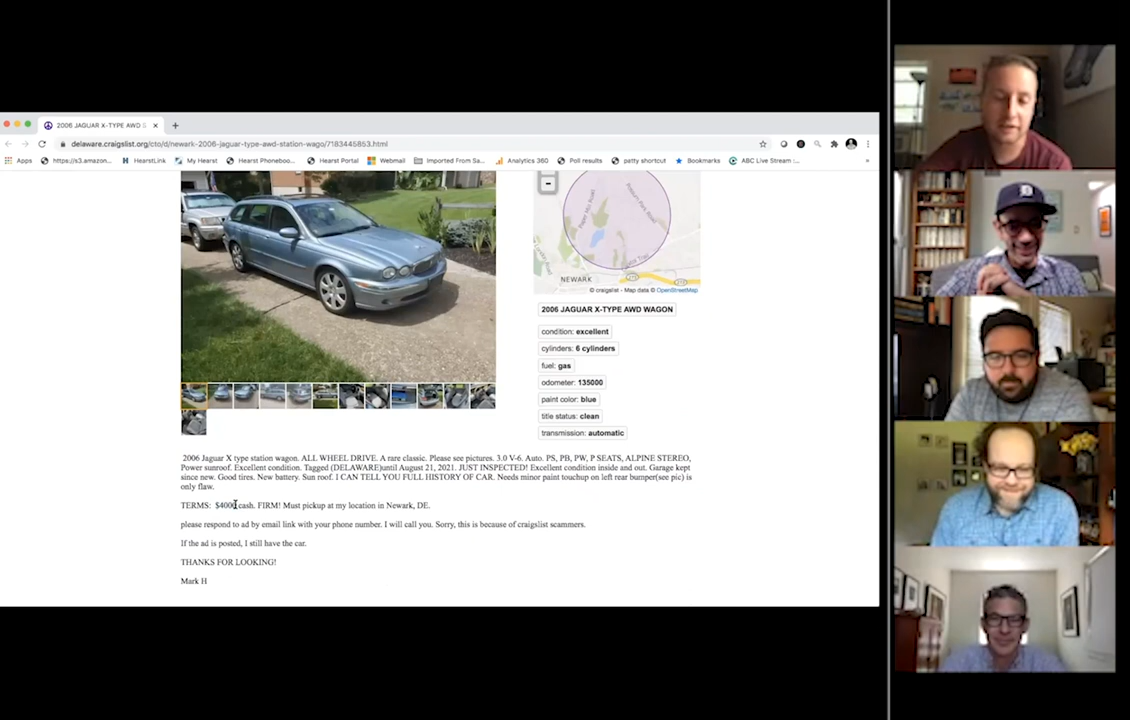 2006 JAGUAR X-TYPE AWD S
delaware.craigslist.org/cto/d/newark-2006-jaguar-type-awd-station-wago/7183445853.html
Apps https://s3.amazon... HearstLink My Hearst Hearst Phoneboo... Hearst Portal Webmail Imported From Sa... Analytics 360 Poll results patty shortcut Bookmarks ABC Live Stream :...
NEWARK
© craigslist - Map data © OpenStreetMap
2006 JAGUAR X-TYPE AWD WAGON
condition: excellent
cylinders: 6 cylinders
fuel: gas
odometer: 135000
paint color: blue
title status: clean
transmission: automatic
2006 Jaguar X type station wagon. ALL WHEEL DRIVE. A rare classic. Please see pictures. 3.0 V-6. Auto. PS, PB, PW, P SEATS, ALPINE STEREO,
Power sunroof. Excellent condition. Tagged (DELAWARE)until August 21, 2021. JUST INSPECTED! Excellent condition inside and out. Garage kept
since new. Good tires. New battery. Sun roof. I CAN TELL YOU FULL HISTORY OF CAR. Needs minor paint touchup on left rear bumper(see pic) is
only flaw.
TERMS: $4000 cash. FIRM! Must pickup at my location in Newark, DE.
please respond to ad by email link with your phone number. I will call you. Sorry, this is because of craigslist scammers.
If the ad is posted, I still have the car.
THANKS FOR LOOKING!
Mark H